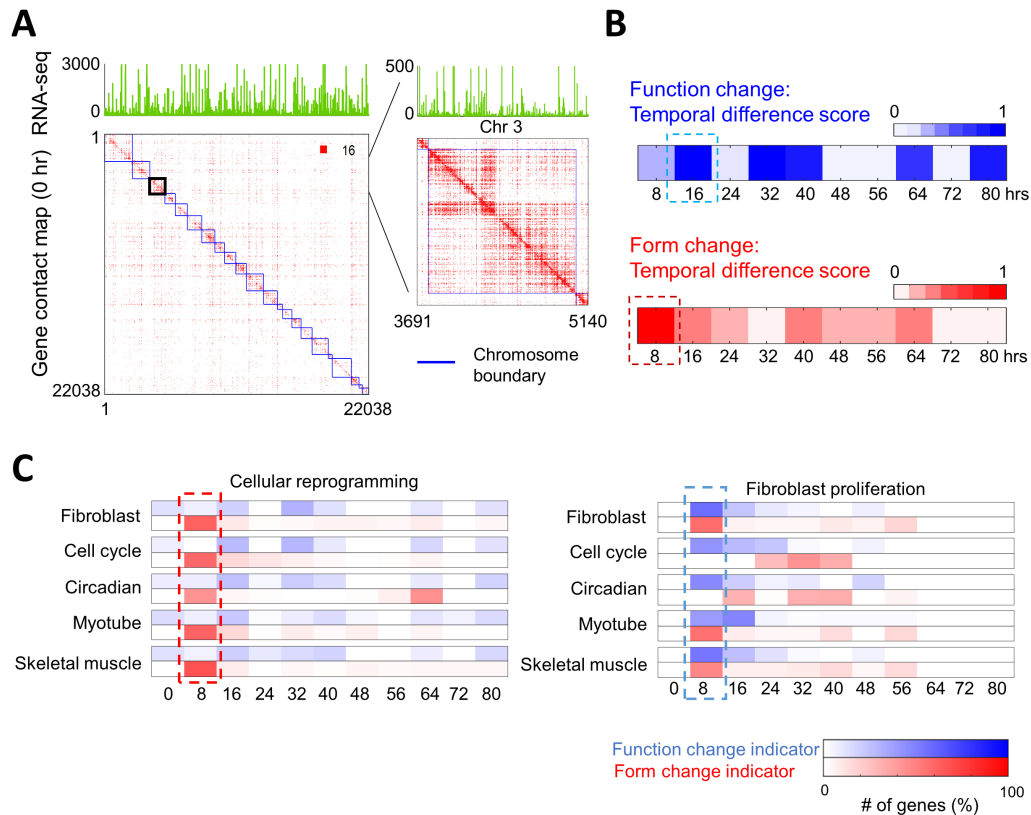 A
RNA-seq
3000
0
500
0
Chr 3
Gene contact map (0 hr)
1
16
22038
1
22038
3691
5140
Chromosome
boundary
B
Function change:
Temporal difference score
0
1
8 16 24 32 40 48 56 64 72 80 hrs
Form change:
Temporal difference score
0
1
8 16 24 32 40 48 56 64 72 80 hrs
C
Cellular reprogramming
Fibroblast
Cell cycle
Circadian
Myotube
Skeletal muscle
0 8 16 24 32 40 48 56 64 72 80
Fibroblast proliferation
Fibroblast
Cell cycle
Circadian
Myotube
Skeletal muscle
0 8 16 24 32 40 48 56 64 72 80
Function change indicator
Form change indicator
0
100
# of genes (%)